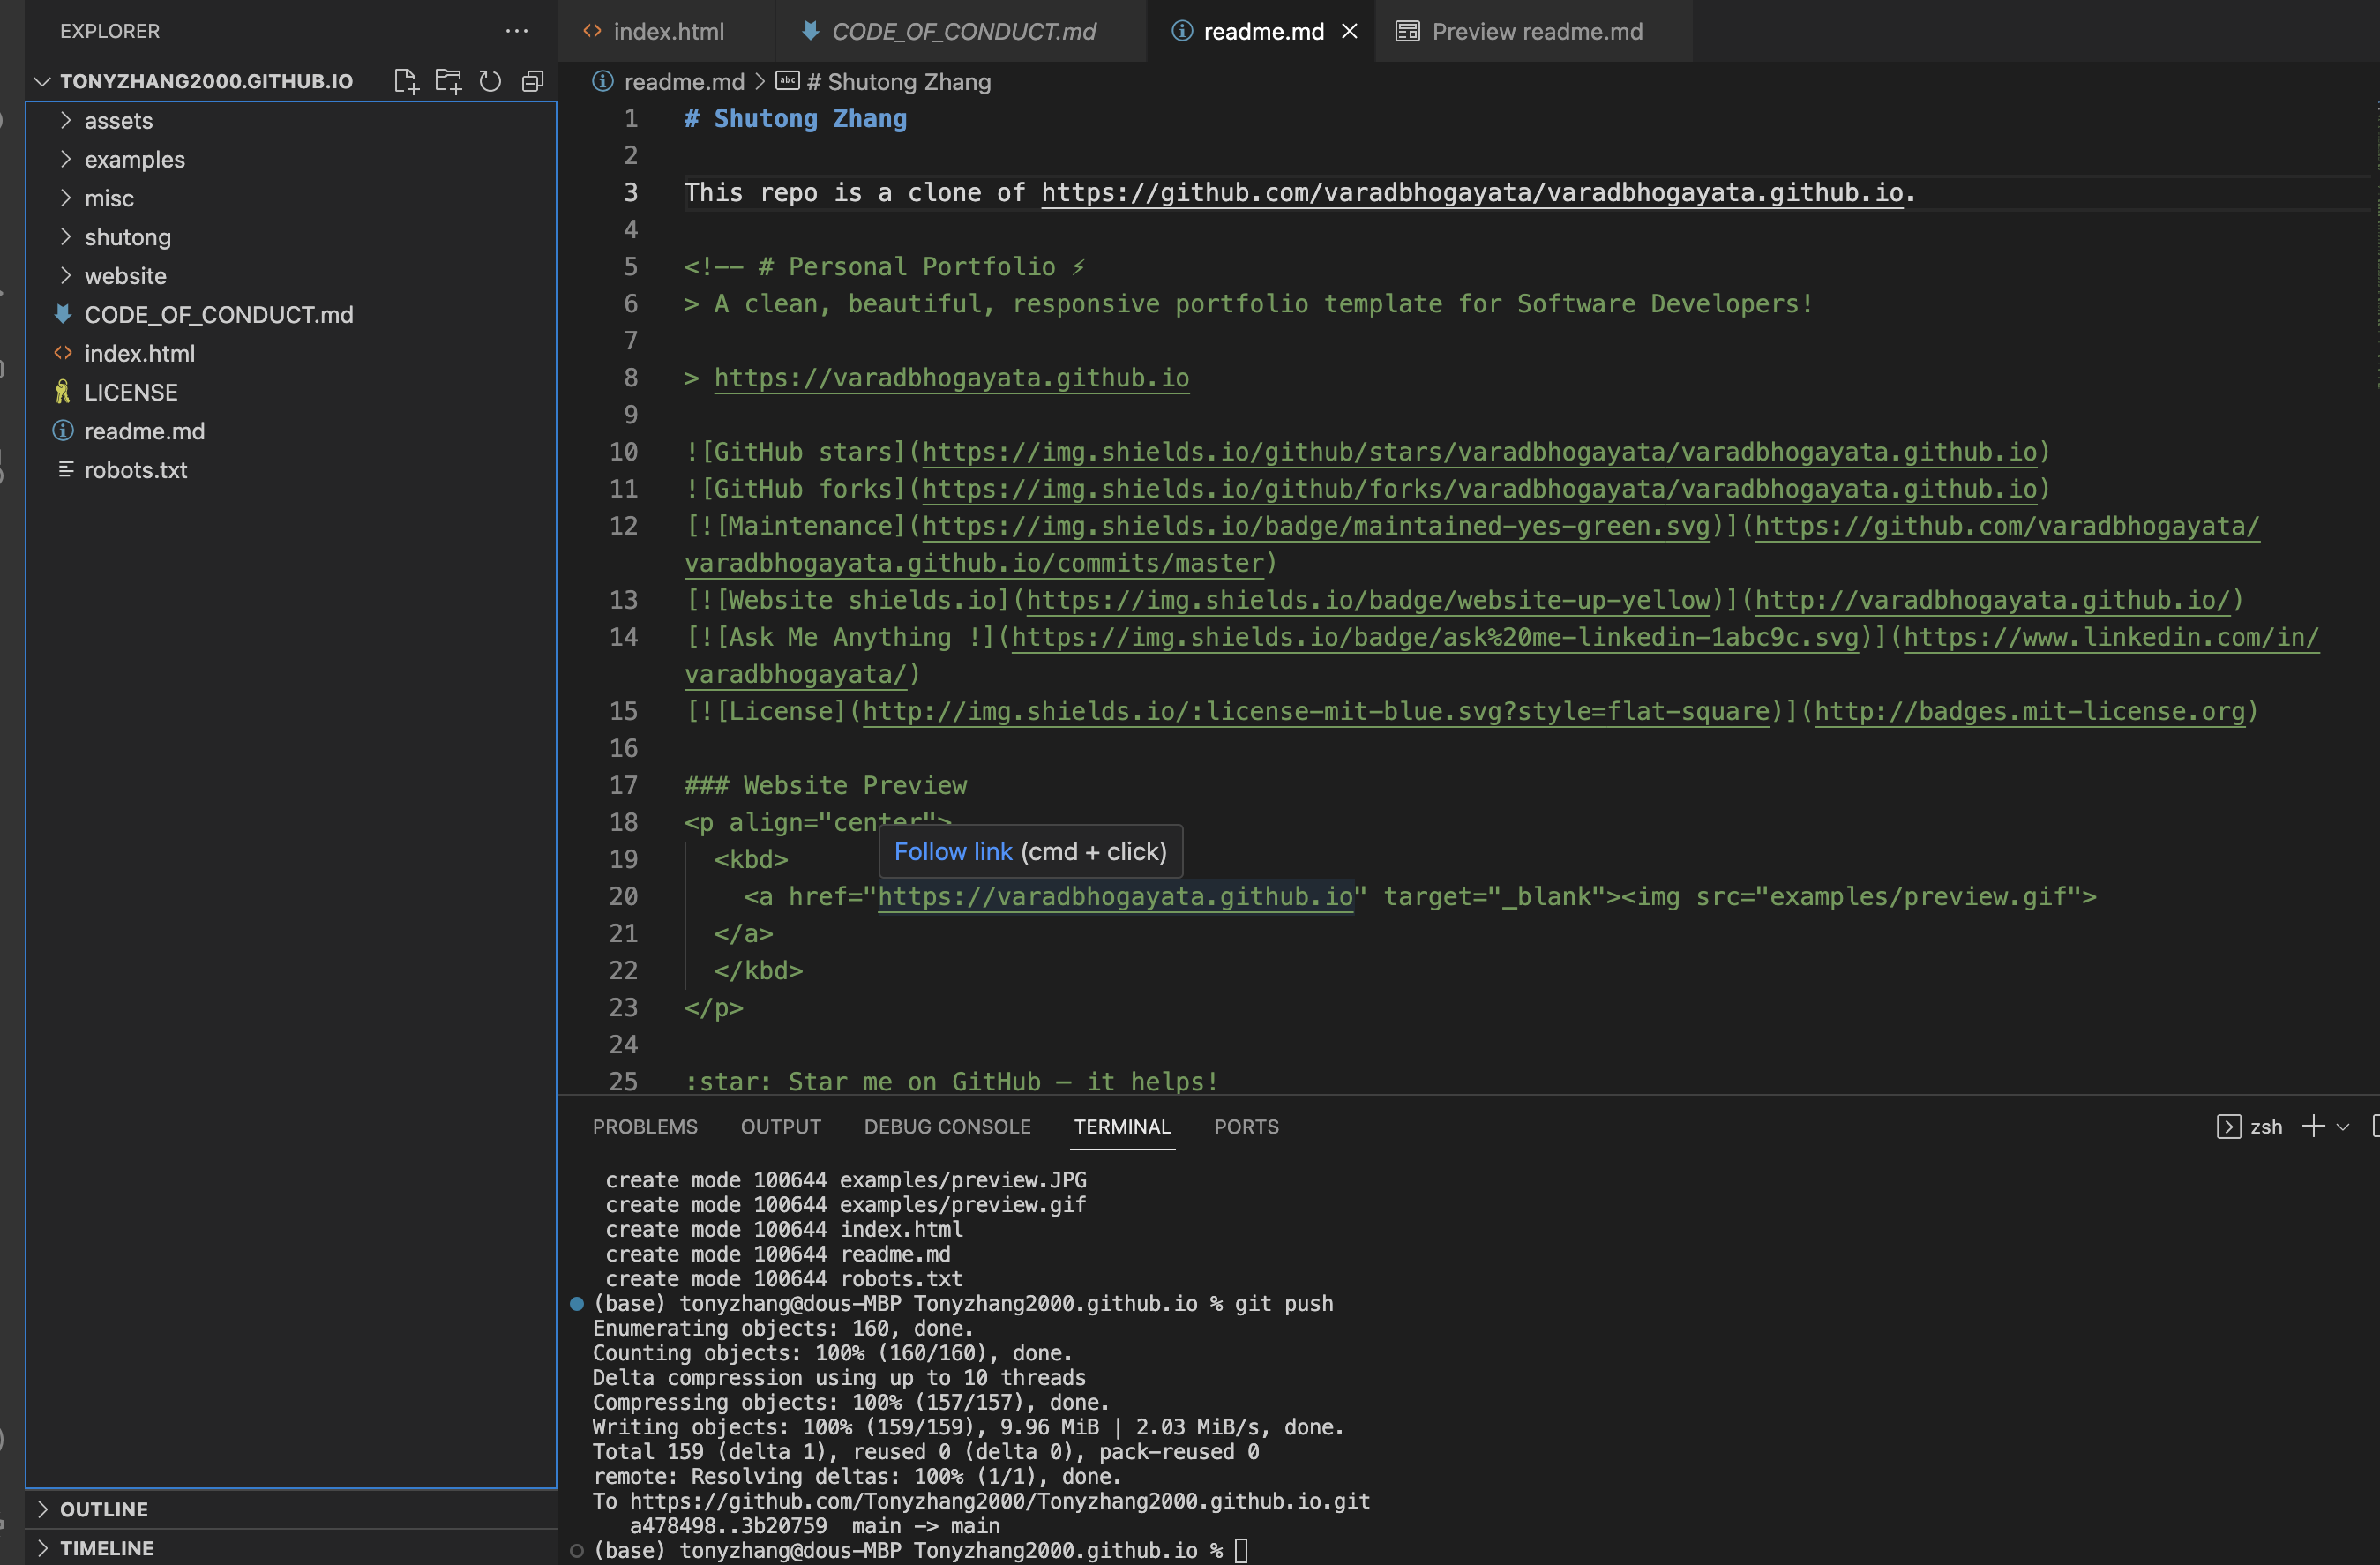 EXPLORER
TONYZHANG2000.GITHUB.IO
assets
examples
misc
shutong
website
CODE_OF_CONDUCT.md
index.html
LICENSE
readme.md
robots.txt
OUTLINE
TIMELINE
index.html
CODE_OF_CONDUCT.md
readme.md
Preview readme.md
readme.md > abc # Shutong Zhang
1 # Shutong Zhang
2
3 This repo is a clone of https://github.com/varadbhogayata/varadbhogayata.github.io.
4
5 <!-- # Personal Portfolio ⚡
6 > A clean, beautiful, responsive portfolio template for Software Developers!
7
8 > https://varadbhogayata.github.io
9
10 ![GitHub stars](https://img.shields.io/github/stars/varadbhogayata/varadbhogayata.github.io)
11 ![GitHub forks](https://img.shields.io/github/forks/varadbhogayata/varadbhogayata.github.io)
12 [![Maintenance](https://img.shields.io/badge/maintained-yes-green.svg)](https://github.com/varadbhogayata/
varadbhogayata.github.io/commits/master)
13 [![Website shields.io](https://img.shields.io/badge/website-up-yellow)](http://varadbhogayata.github.io/)
14 [![Ask Me Anything !](https://img.shields.io/badge/ask%20me-linkedin-1abc9c.svg)](https://www.linkedin.com/in/
varadbhogayata/)
15 [![License](http://img.shields.io/:license-mit-blue.svg?style=flat-square)](http://badges.mit-license.org)
16
17 ### Website Preview
18 <p align="center">
Follow link (cmd + click)
19 <kbd>
20 <a href="https://varadbhogayata.github.io" target="_blank"><img src="examples/preview.gif">
21 </a>
22 </kbd>
23 </p>
24
25 :star: Star me on GitHub — it helps!
PROBLEMS OUTPUT DEBUG CONSOLE TERMINAL PORTS
zsh
create mode 100644 examples/preview.JPG
create mode 100644 examples/preview.gif
create mode 100644 index.html
create mode 100644 readme.md
create mode 100644 robots.txt
(base) tonyzhang@dous-MBP Tonyzhang2000.github.io % git push
Enumerating objects: 160, done.
Counting objects: 100% (160/160), done.
Delta compression using up to 10 threads
Compressing objects: 100% (157/157), done.
Writing objects: 100% (159/159), 9.96 MiB | 2.03 MiB/s, done.
Total 159 (delta 1), reused 0 (delta 0), pack-reused 0
remote: Resolving deltas: 100% (1/1), done.
To https://github.com/Tonyzhang2000/Tonyzhang2000.github.io.git
a478498..3b20759 main -> main
(base) tonyzhang@dous-MBP Tonyzhang2000.github.io %